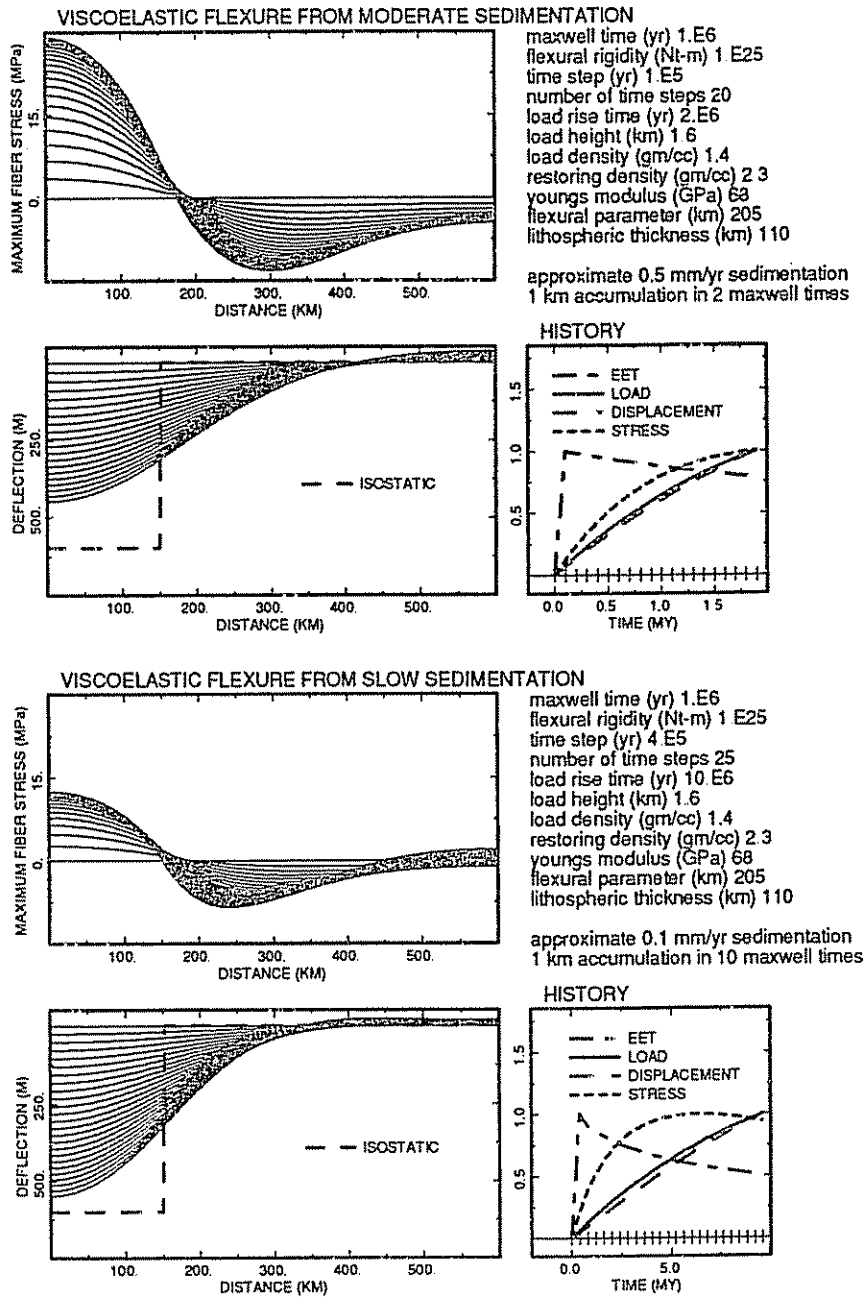 VISCOELASTIC FLEXURE FROM MODERATE SEDIMENTATION
MAXIMUM FIBER STRESS (MPa)
15.
0.
100. 200. 300. 400. 500.
DISTANCE (KM)
maxwell time (yr) 1.E6
flexural rigidity (Nt-m) 1 E25
time step (yr) 1.E5
number of time steps 20
load rise time (yr) 2.E6
load height (km) 1.6
load density (gm/cc) 1.4
restoring density (gm/cc) 2 3
youngs modulus (GPa) 68
flexural parameter (km) 205
lithospheric thickness (km) 110
approximate 0.5 mm/yr sedimentation
1 km accumulation in 2 maxwell times
DEFLECTION (M)
250.
500.
ISOSTATIC
100. 200. 300. 400. 500.
DISTANCE (KM)
HISTORY
EET
LOAD
DISPLACEMENT
STRESS
1.5
1.0
0.5
0.0 0.5 1.0 1 5
TIME (MY)
VISCOELASTIC FLEXURE FROM SLOW SEDIMENTATION
MAXIMUM FIBER STRESS (MPa)
15.
0.
100. 200. 300. 400. 500.
DISTANCE (KM)
maxwell time (yr) 1.E6
flexural rigidity (Nt-m) 1 E25
time step (yr) 4 E5
number of time steps 25
load rise time (yr) 10 E6
load height (km) 1.6
load density (gm/cc) 1.4
restoring density (gm/cc) 2.3
youngs modulus (GPa) 68
flexural parameter (km) 205
lithospheric thickness (km) 110
approximate 0.1 mm/yr sedimentation
1 km accumulation in 10 maxwell times
DEFLECTION (M)
250.
500.
ISOSTATIC
100. 200. 300. 400. 500.
DISTANCE (KM)
HISTORY
EET
LOAD
DISPLACEMENT
STRESS
1.5
1.0
0.5
0.0 5.0
TIME (MY)